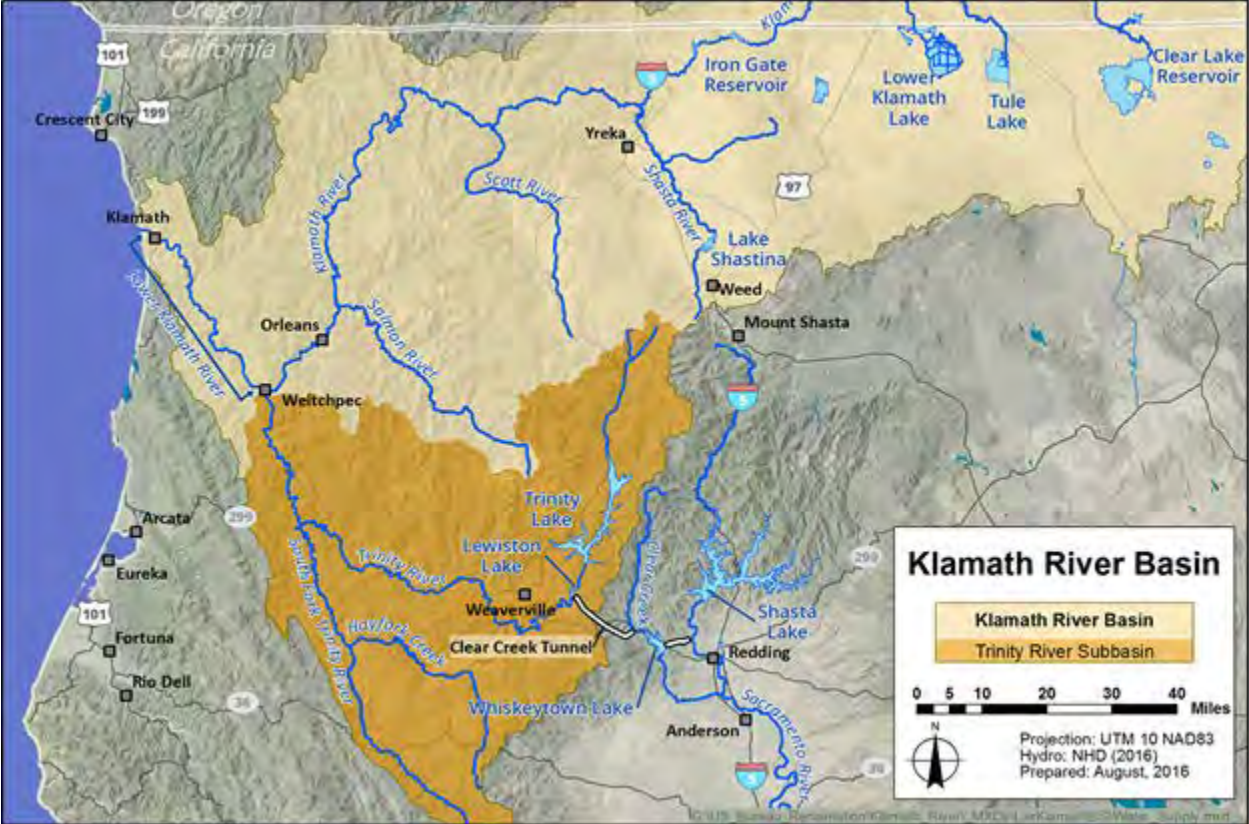 Oregon
California
Klam
101
5
Iron Gate
Reservoir
Lower
Klamath
Lake
Tule
Lake
Clear Lake
Reservoir
199
Crescent City
Yreka
Scott River
Shasta River
97
Klamath River
Klamath
Lake
Shastina
Weed
Lower Klamath River
Orleans
Salmon River
Mount Shasta
Weitchpec
5
Trinity
Lake
Arcata
299
Lewiston
Lake
Clear Creek
299
Eureka
South Fork Trinity River
Trinity River
Weaverville
Shasta
Lake
101
Hayfork Creek
Clear Creek Tunnel
Fortuna
Redding
Rio Dell
36
Whiskeytown Lake
Sacramento River
Anderson
5
36
Klamath River Basin
Klamath River Basin
Trinity River Subbasin
0 5 10 20 30 40
Miles
N
Projection: UTM 10 NAD83
Hydro: NHD (2016)
Prepared: August, 2016